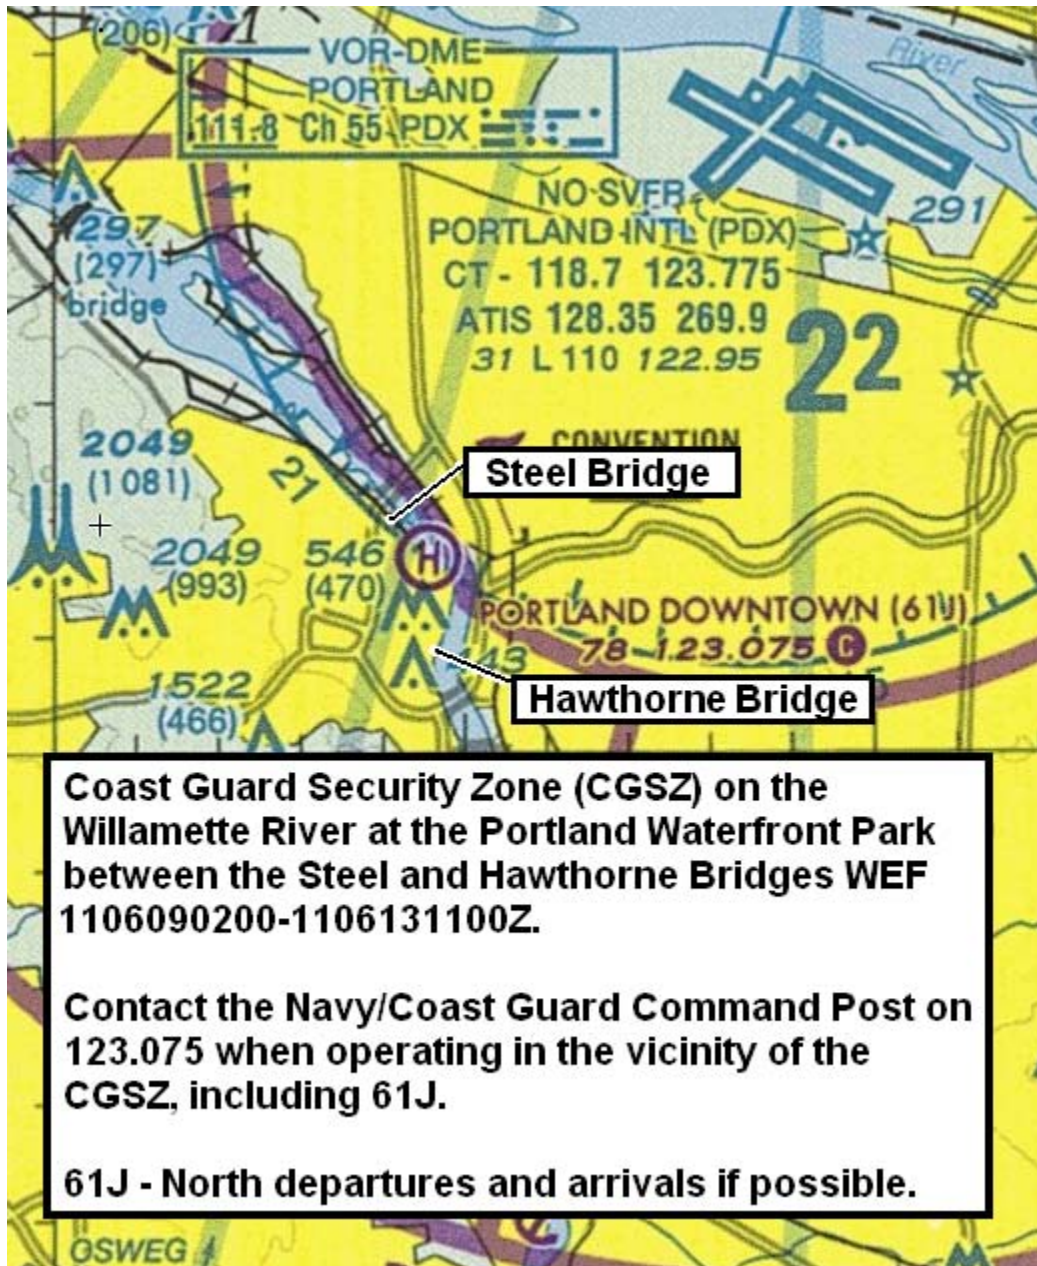 (206)
VOR-DME
PORTLAND
111.8 Ch 55 PDX
River
NO SVFR
PORTLAND INTL (PDX)
CT - 118.7 123.775
ATIS 128.35 269.9
31 L 110 122.95
291
297
(297)
bridge
22
2049
(1081)
21
CONVENTION
Steel Bridge
2049
(993)
546
(470)
H
PORTLAND DOWNTOWN (61J)
78-123.075 C
443
Hawthorne Bridge
1522
(466)
Coast Guard Security Zone (CGSZ) on the
Willamette River at the Portland Waterfront Park
between the Steel and Hawthorne Bridges WEF
1106090200-1106131100Z.
Contact the Navy/Coast Guard Command Post on
123.075 when operating in the vicinity of the
CGSZ, including 61J.
61J - North departures and arrivals if possible.
OSWEG